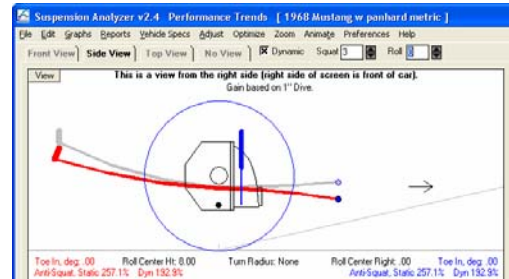 Suspension Analyzer v2.4 Performance Trends [ 1968 Mustang w panhard metric ]
File Edit Graphs Reports Vehicle Specs Adjust Optimize Zoom Animate Preferences Help
Front View Side View Top View No View Dynamic Squat 3 Roll 0
View This is a view from the right side (right side of screen is front of car).
Gain based on 1" Dive.
Toe In, deg: .00 Roll Center Ht: 8.00 Turn Radius: None Roll Center Right: .00 Toe In, deg: .00
Anti-Squat, Static 257.1% Dyn 192.9% Anti-Squat, Static 257.1% Dyn 192.9%